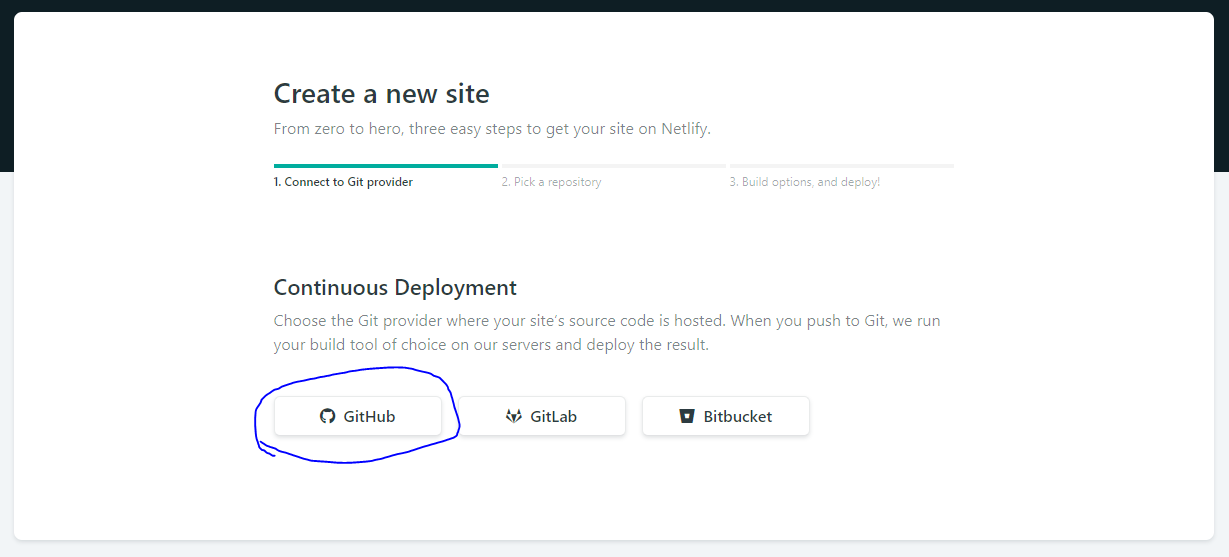 Create a new site
From zero to hero, three easy steps to get your site on Netlify.
1. Connect to Git provider
2. Pick a repository
3. Build options, and deploy!
Continuous Deployment
Choose the Git provider where your site’s source code is hosted. When you push to Git, we run
your build tool of choice on our servers and deploy the result.
GitHub
GitLab
Bitbucket